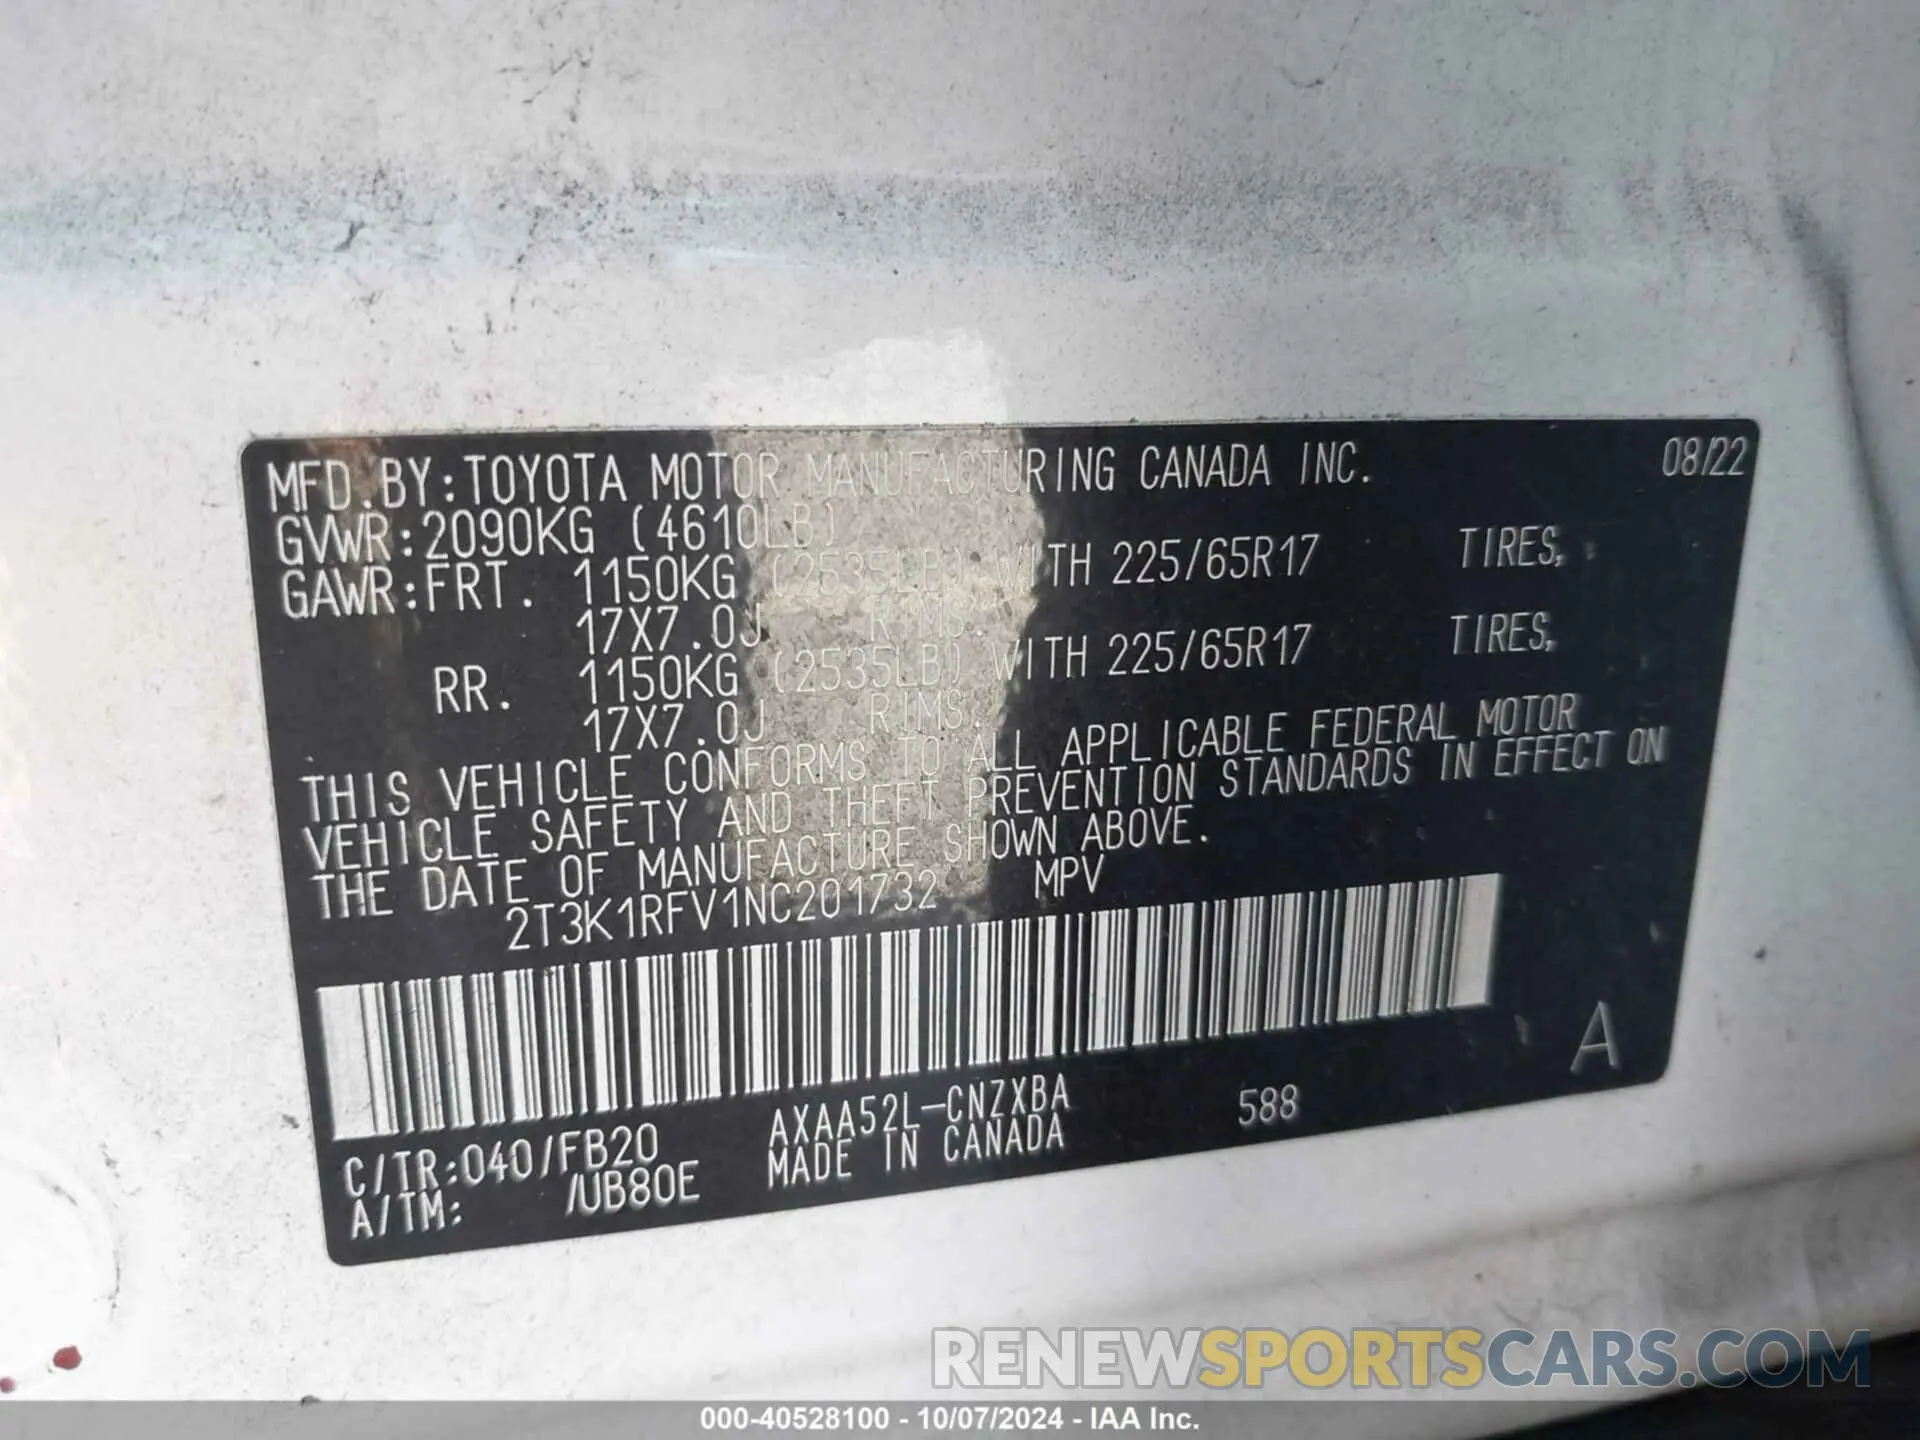 MFD.BY:TOYOTA MOTOR MANUFACTURING CANADA INC. 08/22
GVWR:2090KG (4610LB)
GAWR:FRT. 1150KG (2535LB) WITH 225/65R17 TIRES,
17X7.0J RIMS
RR. 1150KG (2535LB) WITH 225/65R17 TIRES,
17X7.0J RIMS.
THIS VEHICLE CONFORMS TO ALL APPLICABLE FEDERAL MOTOR
VEHICLE SAFETY AND THEFT PREVENTION STANDARDS IN EFFECT ON
THE DATE OF MANUFACTURE SHOWN ABOVE.
2T3K1RFV1NC201732 MPV
A
C/TR:040/FB20 AXAA52L-CNZXBA 588
A/TM: /UB80E MADE IN CANADA
RENEWSPORTSCARS.COM
000-40528100 - 10/07/2024 - IAA Inc.